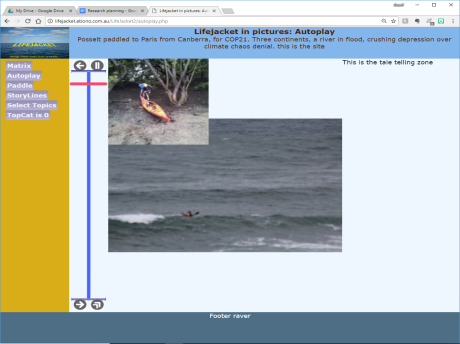 My Drive - Google Drive
Research planning - Goo
Lifejacket in pictures: Au
lifejacket.ebono.com.au/Lifejacket2/autoplay.php
LIFEJACKET
Lifejacket in pictures: Autoplay
Posselt paddled to Paris from Canberra, for COP21. Three continents, a river in flood, crushing depression over
climate chaos denial. this is the site
Matrix
Autoplay
Paddle
StoryLines
Select Topics
TopCat is 0
This is the tale telling zone
Footer raver